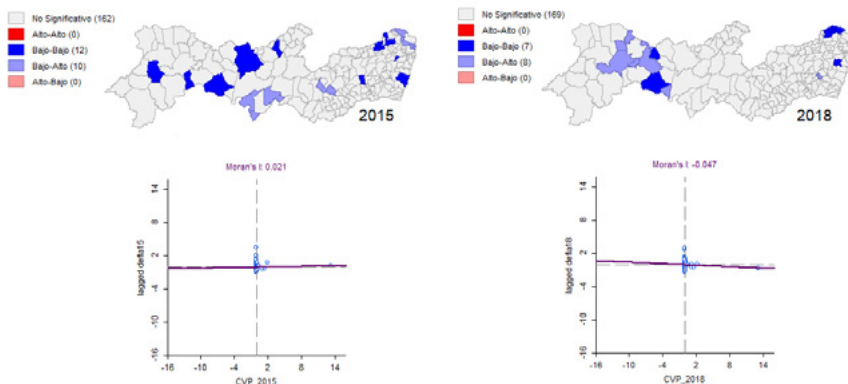 No Significativo (162)
Alto-Alto (0)
Bajo-Bajo (12)
Bajo-Alto (10)
Alto-Bajo (0)
2015
No Significativo (169)
Alto-Alto (0)
Bajo-Bajo (7)
Bajo-Alto (8)
Alto-Bajo (0)
2018
Moran's I: 0.021
14
8
2
-4
-10
-16
lagged delta15
-16 -10 -4 2 8 14
CVP_2015
Moran's I: -0.047
14
8
2
-4
-10
-16
lagged delta18
-16 -10 -4 2 8 14
CVP_2018